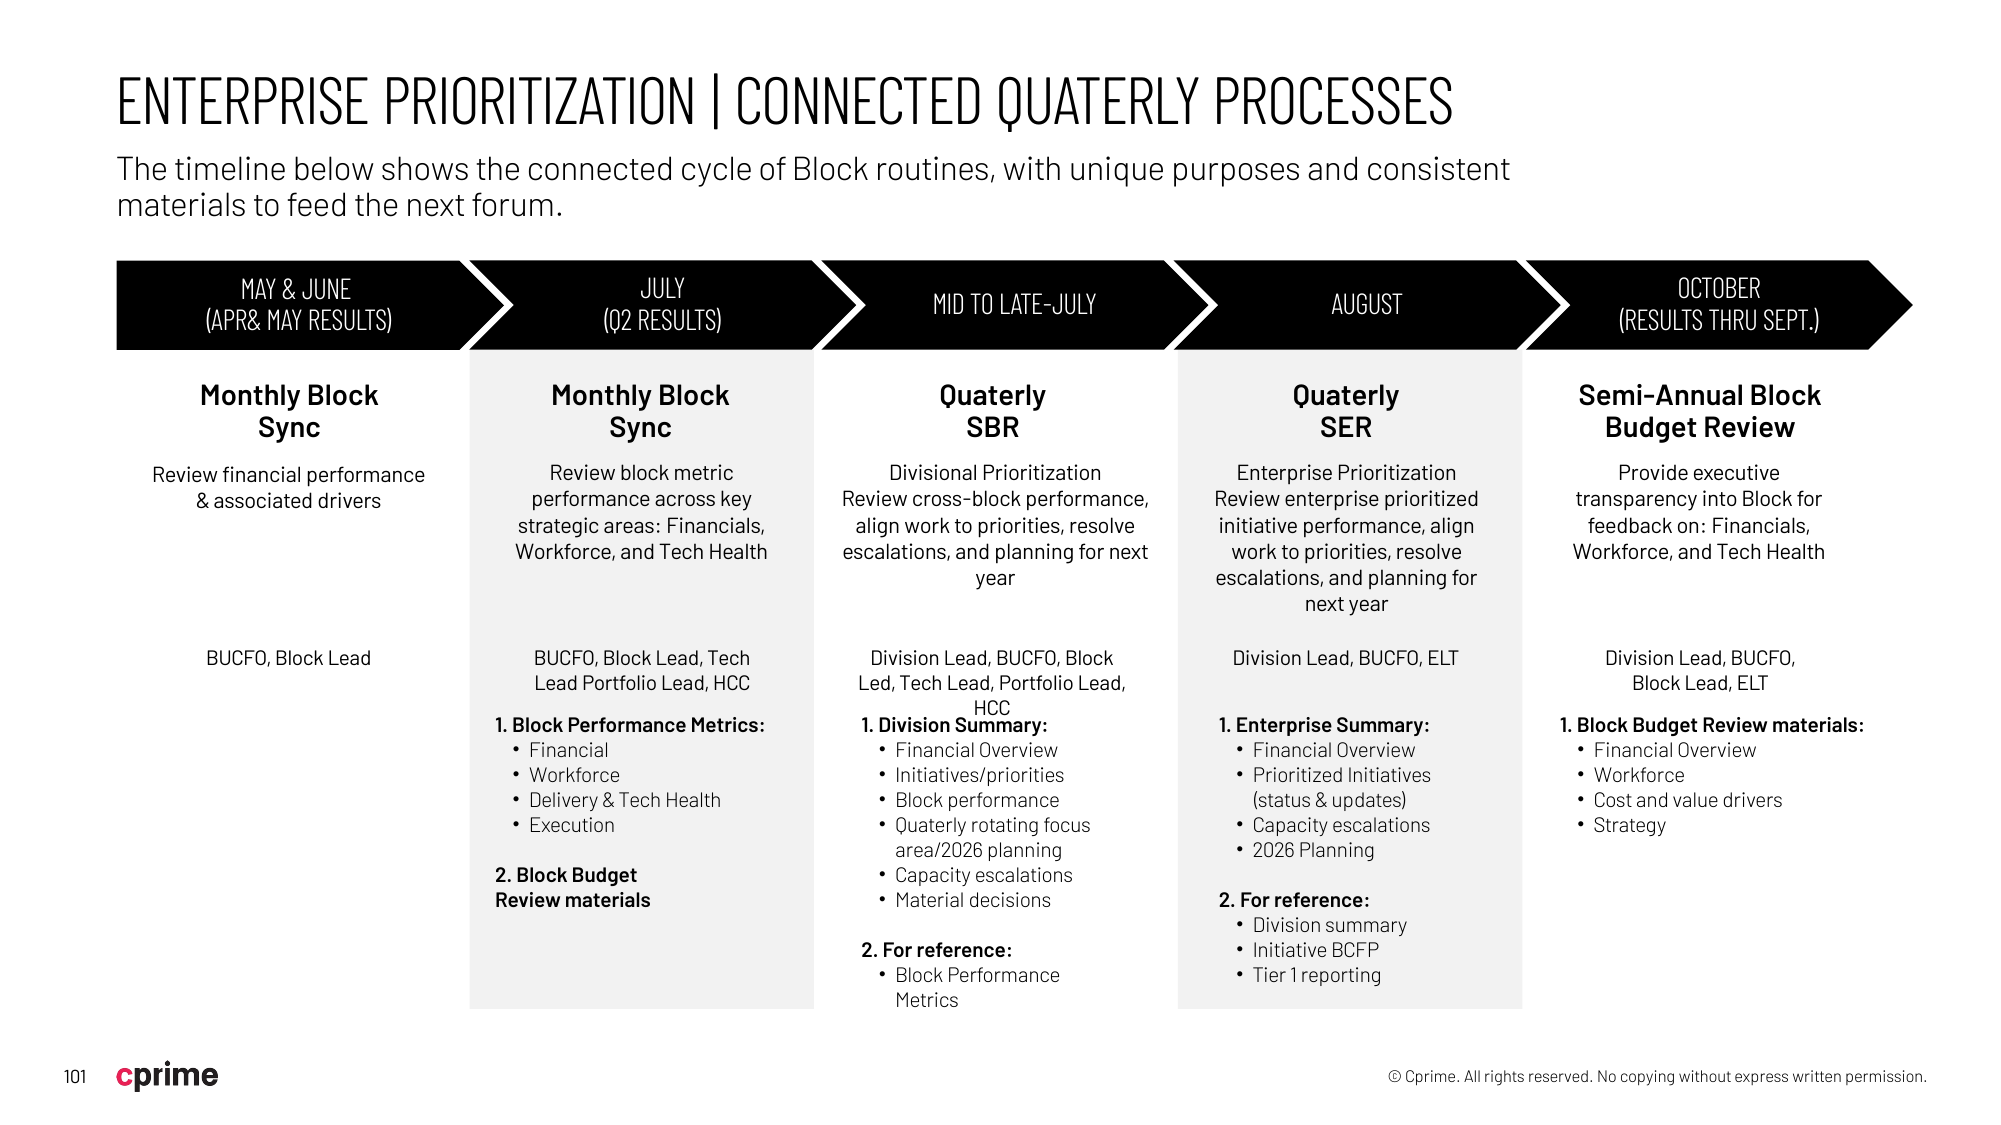 ENTERPRISE PRIORITIZATION | CONNECTED QUATERLY PROCESSES
The timeline below shows the connected cycle of Block routines, with unique purposes and consistent
materials to feed the next forum.
MAY & JUNE
(APR& MAY RESULTS)
JULY
(Q2 RESULTS)
MID TO LATE-JULY
AUGUST
OCTOBER
(RESULTS THRU SEPT.)
Monthly Block
Sync
Review financial performance
& associated drivers
BUCFO, Block Lead
Monthly Block
Sync
Review block metric
performance across key
strategic areas: Financials,
Workforce, and Tech Health
BUCFO, Block Lead, Tech
Lead Portfolio Lead, HCC
1. Block Performance Metrics:
• Financial
• Workforce
• Delivery & Tech Health
• Execution
2. Block Budget
Review materials
Quaterly
SBR
Divisional Prioritization
Review cross-block performance,
align work to priorities, resolve
escalations, and planning for next
year
Division Lead, BUCFO, Block
Led, Tech Lead, Portfolio Lead,
HCC
1. Division Summary:
• Financial Overview
• Initiatives/priorities
• Block performance
• Quaterly rotating focus
area/2026 planning
• Capacity escalations
• Material decisions
2. For reference:
• Block Performance
Metrics
Quaterly
SER
Enterprise Prioritization
Review enterprise prioritized
initiative performance, align
work to priorities, resolve
escalations, and planning for
next year
Division Lead, BUCFO, ELT
1. Enterprise Summary:
• Financial Overview
• Prioritized Initiatives
(status & updates)
• Capacity escalations
• 2026 Planning
2. For reference:
• Division summary
• Initiative BCFP
• Tier 1 reporting
Semi-Annual Block
Budget Review
Provide executive
transparency into Block for
feedback on: Financials,
Workforce, and Tech Health
Division Lead, BUCFO,
Block Lead, ELT
1. Block Budget Review materials:
• Financial Overview
• Workforce
• Cost and value drivers
• Strategy
101
cprime
© Cprime. All rights reserved. No copying without express written permission.